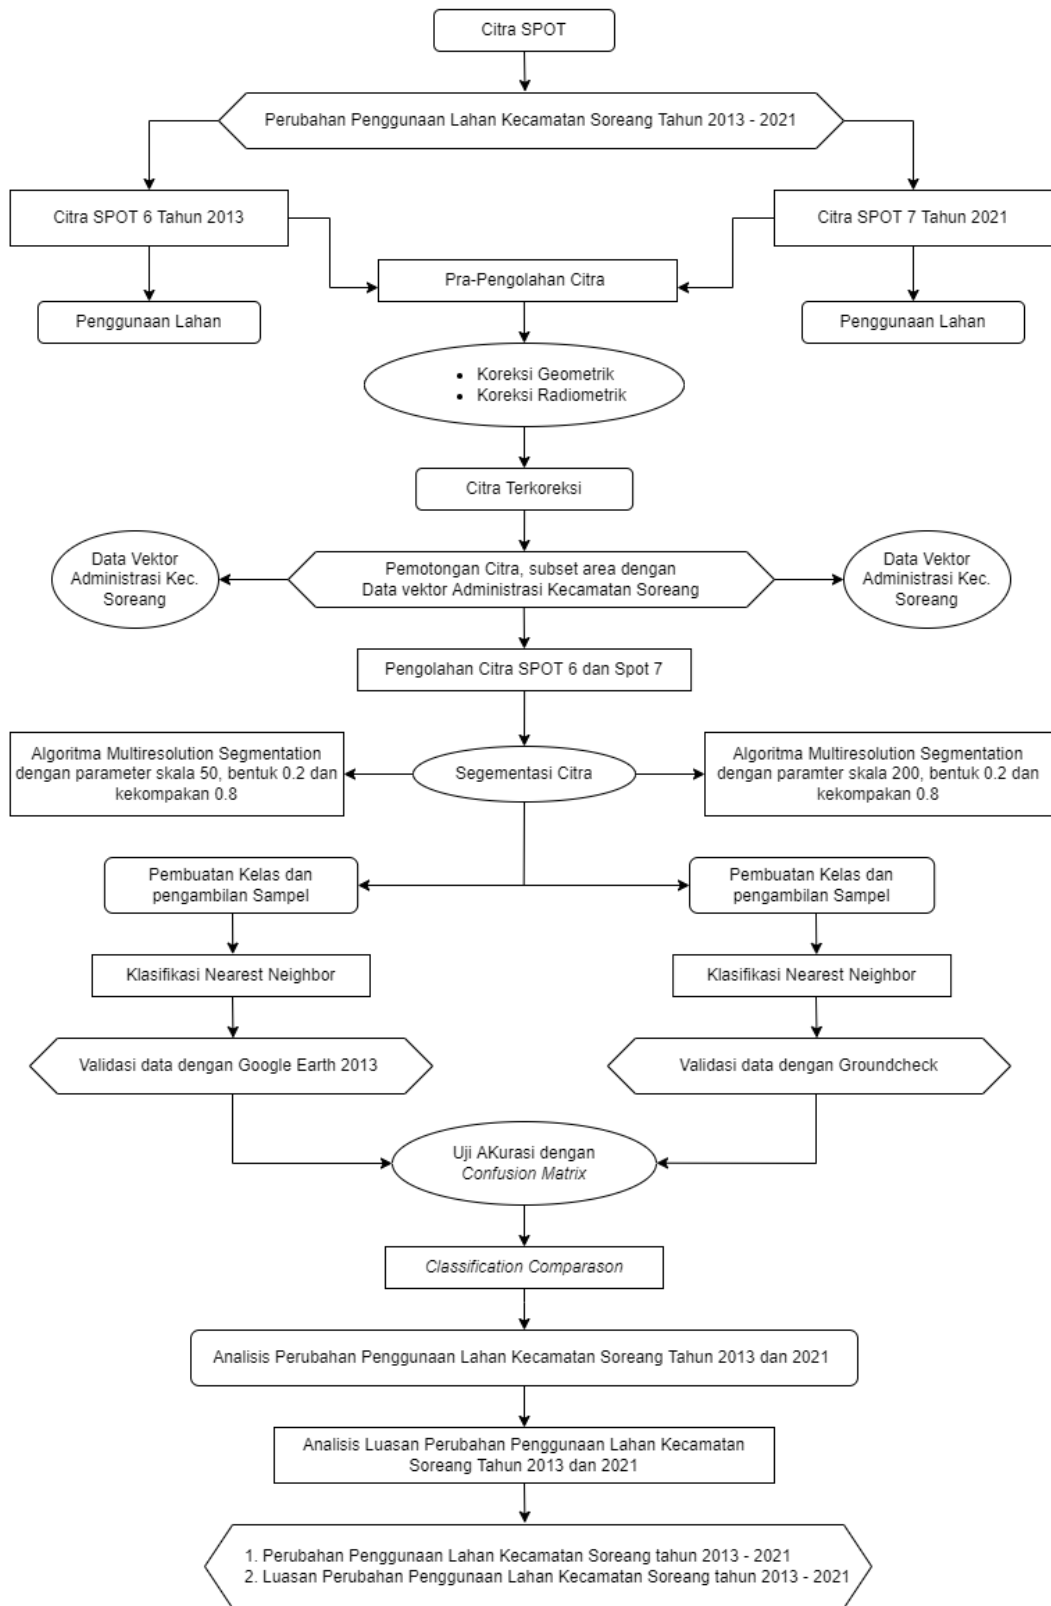 Citra SPOT
Perubahan Penggunaan Lahan Kecamatan Soreang Tahun 2013 - 2021
Citra SPOT 6 Tahun 2013
Citra SPOT 7 Tahun 2021
Pra-Pengolahan Citra
Penggunaan Lahan
Penggunaan Lahan
• Koreksi Geometrik
• Koreksi Radiometrik
Citra Terkoreksi
Data Vektor
Administrasi Kec.
Soreang
Pemotongan Citra, subset area dengan
Data vektor Administrasi Kecamatan Soreang
Data Vektor
Administrasi Kec.
Soreang
Pengolahan Citra SPOT 6 dan Spot 7
Algoritma Multiresolution Segmentation
dengan parameter skala 50, bentuk 0.2 dan
kekompakan 0.8
Segementasi Citra
Algoritma Multiresolution Segmentation
dengan paramter skala 200, bentuk 0.2 dan
kekompakan 0.8
Pembuatan Kelas dan
pengambilan Sampel
Pembuatan Kelas dan
pengambilan Sampel
Klasifikasi Nearest Neighbor
Klasifikasi Nearest Neighbor
Validasi data dengan Google Earth 2013
Validasi data dengan Groundcheck
Uji AKurasi dengan
Confusion Matrix
Classification Comparason
Analisis Perubahan Penggunaan Lahan Kecamatan Soreang Tahun 2013 dan 2021
Analisis Luasan Perubahan Penggunaan Lahan Kecamatan
Soreang Tahun 2013 dan 2021
1. Perubahan Penggunaan Lahan Kecamatan Soreang tahun 2013 - 2021
2. Luasan Perubahan Penggunaan Lahan Kecamatan Soreang tahun 2013 - 2021